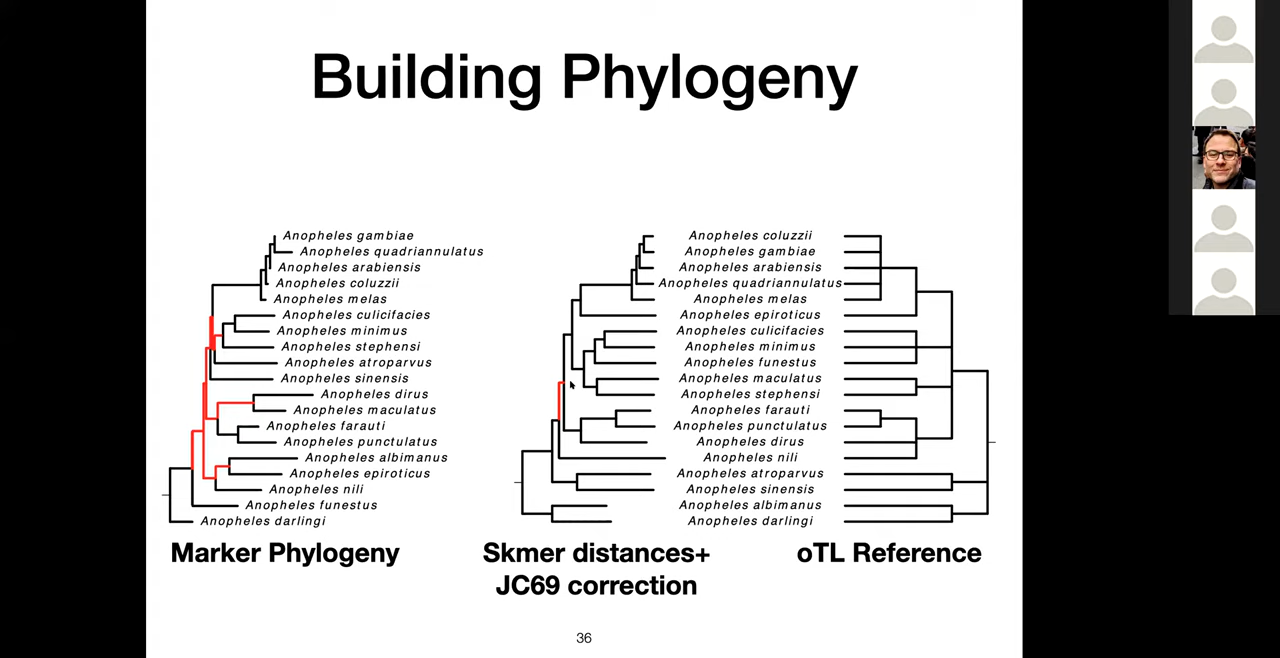 Building Phylogeny
Anopheles gambiae
Anopheles quadriannulatus
Anopheles arabiensis
Anopheles coluzzii
Anopheles melas
Anopheles culicifacies
Anopheles minimus
Anopheles stephensi
Anopheles atroparvus
Anopheles sinensis
Anopheles dirus
Anopheles maculatus
Anopheles farauti
Anopheles punctulatus
Anopheles albimanus
Anopheles epiroticus
Anopheles nili
Anopheles funestus
Anopheles darlingi
Marker Phylogeny
Anopheles coluzzii
Anopheles gambiae
Anopheles arabiensis
Anopheles quadriannulatus
Anopheles melas
Anopheles epiroticus
Anopheles culicifacies
Anopheles minimus
Anopheles funestus
Anopheles maculatus
Anopheles stephensi
Anopheles farauti
Anopheles punctulatus
Anopheles dirus
Anopheles nili
Anopheles atroparvus
Anopheles sinensis
Anopheles albimanus
Anopheles darlingi
Skmer distances+
JC69 correction
oTL Reference
36